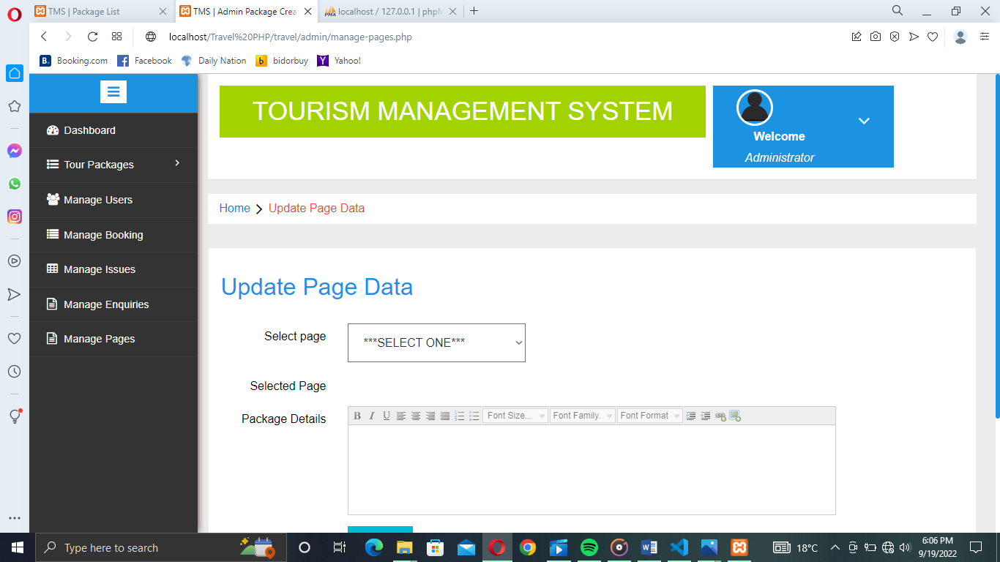 TMS | Package List
TMS | Admin Package Crea
PMA localhost / 127.0.0.1 | phpM
localhost/Travel%20PHP/travel/admin/manage-pages.php
B. Booking.com
Facebook
Daily Nation
b bidorbuy
Y Yahoo!
Dashboard
Tour Packages
Manage Users
Manage Booking
Manage Issues
Manage Enquiries
Manage Pages
TOURISM MANAGEMENT SYSTEM
Welcome
Administrator
Home
Update Page Data
Update Page Data
Select page
***SELECT ONE***
Selected Page
Package Details
B I U
Font Size...
Font Family.
Font Format
Type here to search
18°C
6:06 PM
9/19/2022